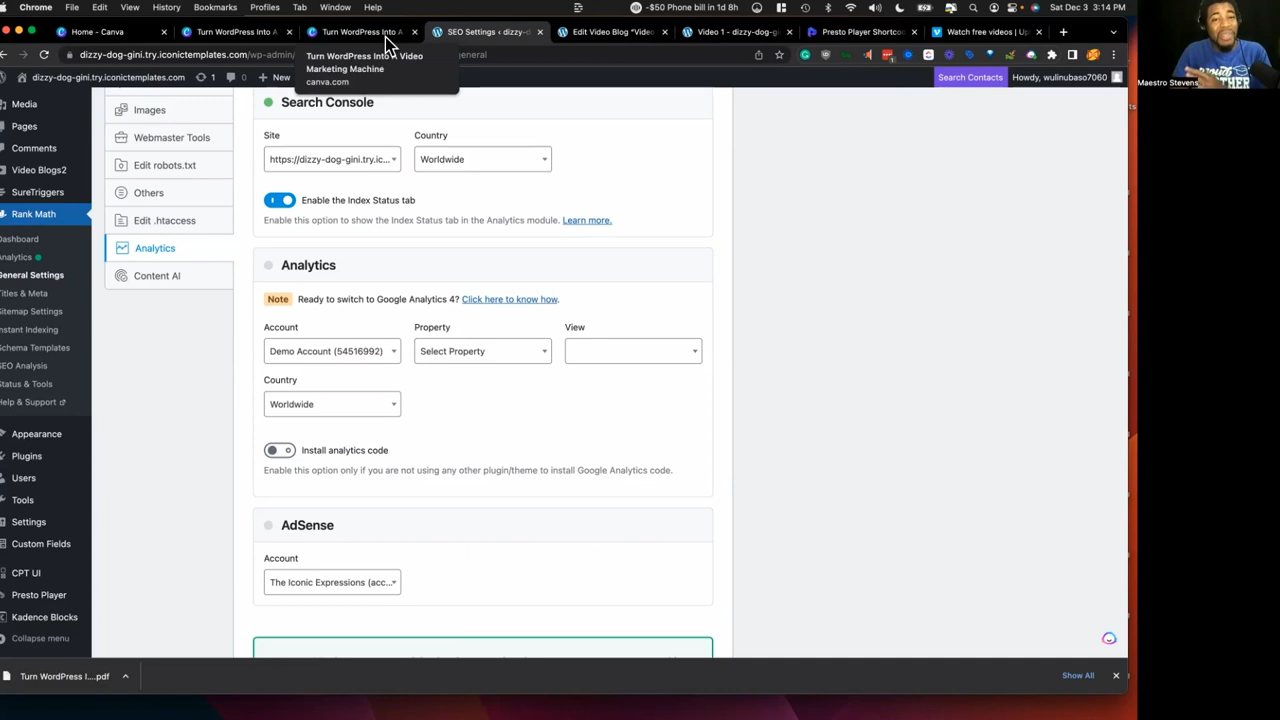 Chrome File Edit View History Bookmarks Profiles Tab Window Help -$50 Phone bill in 1d 8h Fri Mar 3 3:14 PM
Home - Canva Turn WordPress Into A Turn WordPress Into A SEO Settings ‹ dizzy-d Edit Video Blog "Video Video 1 - dizzy-dog-gi Presto Player Shortcod Watch free videos | Up
dizzy-dog-gini.try.iconictemplates.com/wp-admin/ general
Turn WordPress Into A Video
Marketing Machine
canva.com
dizzy-dog-gini.try.iconictemplates.com 1 0 New Search Contacts Howdy, wulinubaso7060
Maestro Stevens
Media
Pages
Comments
Video Blogs2
SureTriggers
Rank Math
Dashboard
Analytics
General Settings
Titles & Meta
Sitemap Settings
Instant Indexing
Schema Templates
SEO Analysis
Status & Tools
Help & Support
Appearance
Plugins
Users
Tools
Settings
Custom Fields
CPT UI
Presto Player
Kadence Blocks
Collapse menu
Images
Webmaster Tools
Edit robots.txt
Others
Edit .htaccess
Analytics
Content AI
Search Console
Site Country
https://dizzy-dog-gini.try.ic... Worldwide
Enable the Index Status tab
Enable this option to show the Index Status tab in the Analytics module. Learn more.
Analytics
Note Ready to switch to Google Analytics 4? Click here to know how.
Account Property View
Demo Account (54516992) Select Property
Country
Worldwide
Install analytics code
Enable this option only if you are not using any other plugin/theme to install Google Analytics code.
AdSense
Account
The Iconic Expressions (acc...
Turn WordPress I....pdf Show All